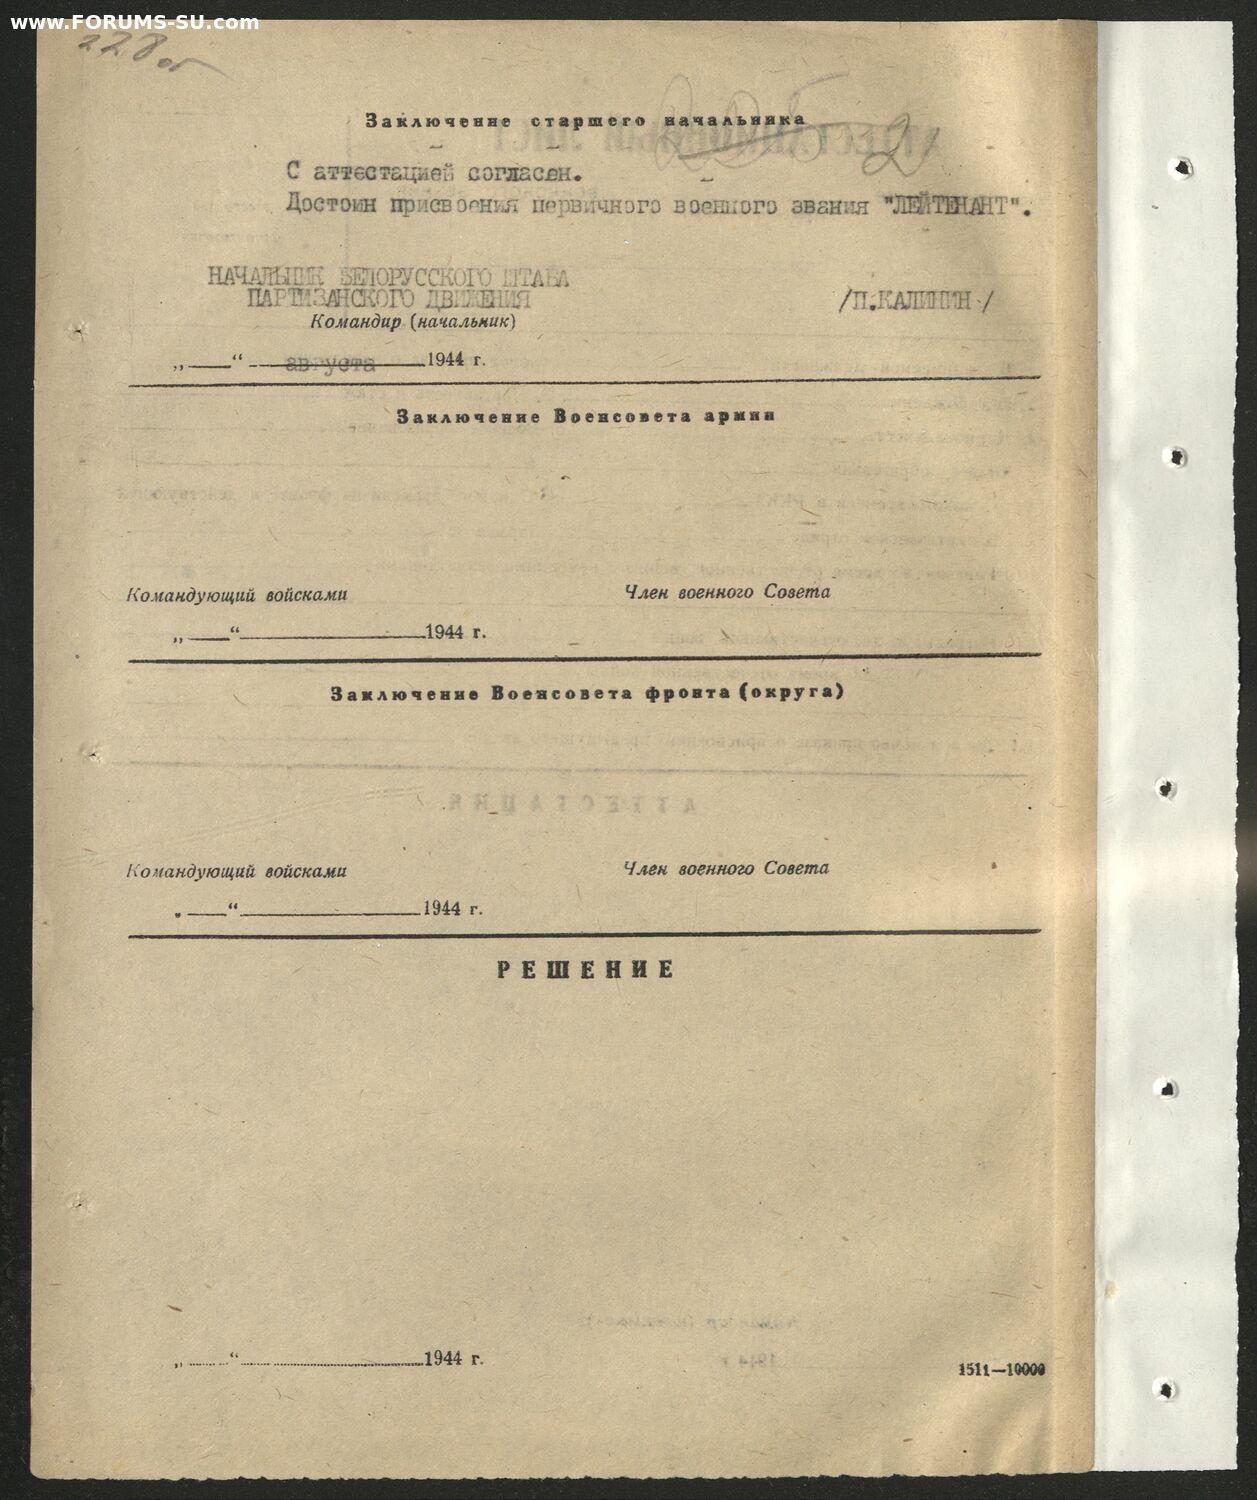 www.FORUMS-SU.com
228 об
Заключение старшего начальника
С аттестацией согласен.
Достоин присвоения первичного военного звания "ЛЕЙТЕНАНТ".
НАЧАЛЬНИК БЕЛОРУССКОГО ШТАБА
ПАРТИЗАНСКОГО ДВИЖЕНИЯ
/П.КАЛИНИН/
Командир (начальник)
„ “ августа 1944 г.
Заключение Военсовета армии
Командующий войсками Член военного Совета
„ “ 1944 г.
Заключение Военсовета фронта (округа)
Командующий войсками Член военного Совета
„ “ 1944 г.
РЕШЕНИЕ
„ “ 1944 г.
1511—10000